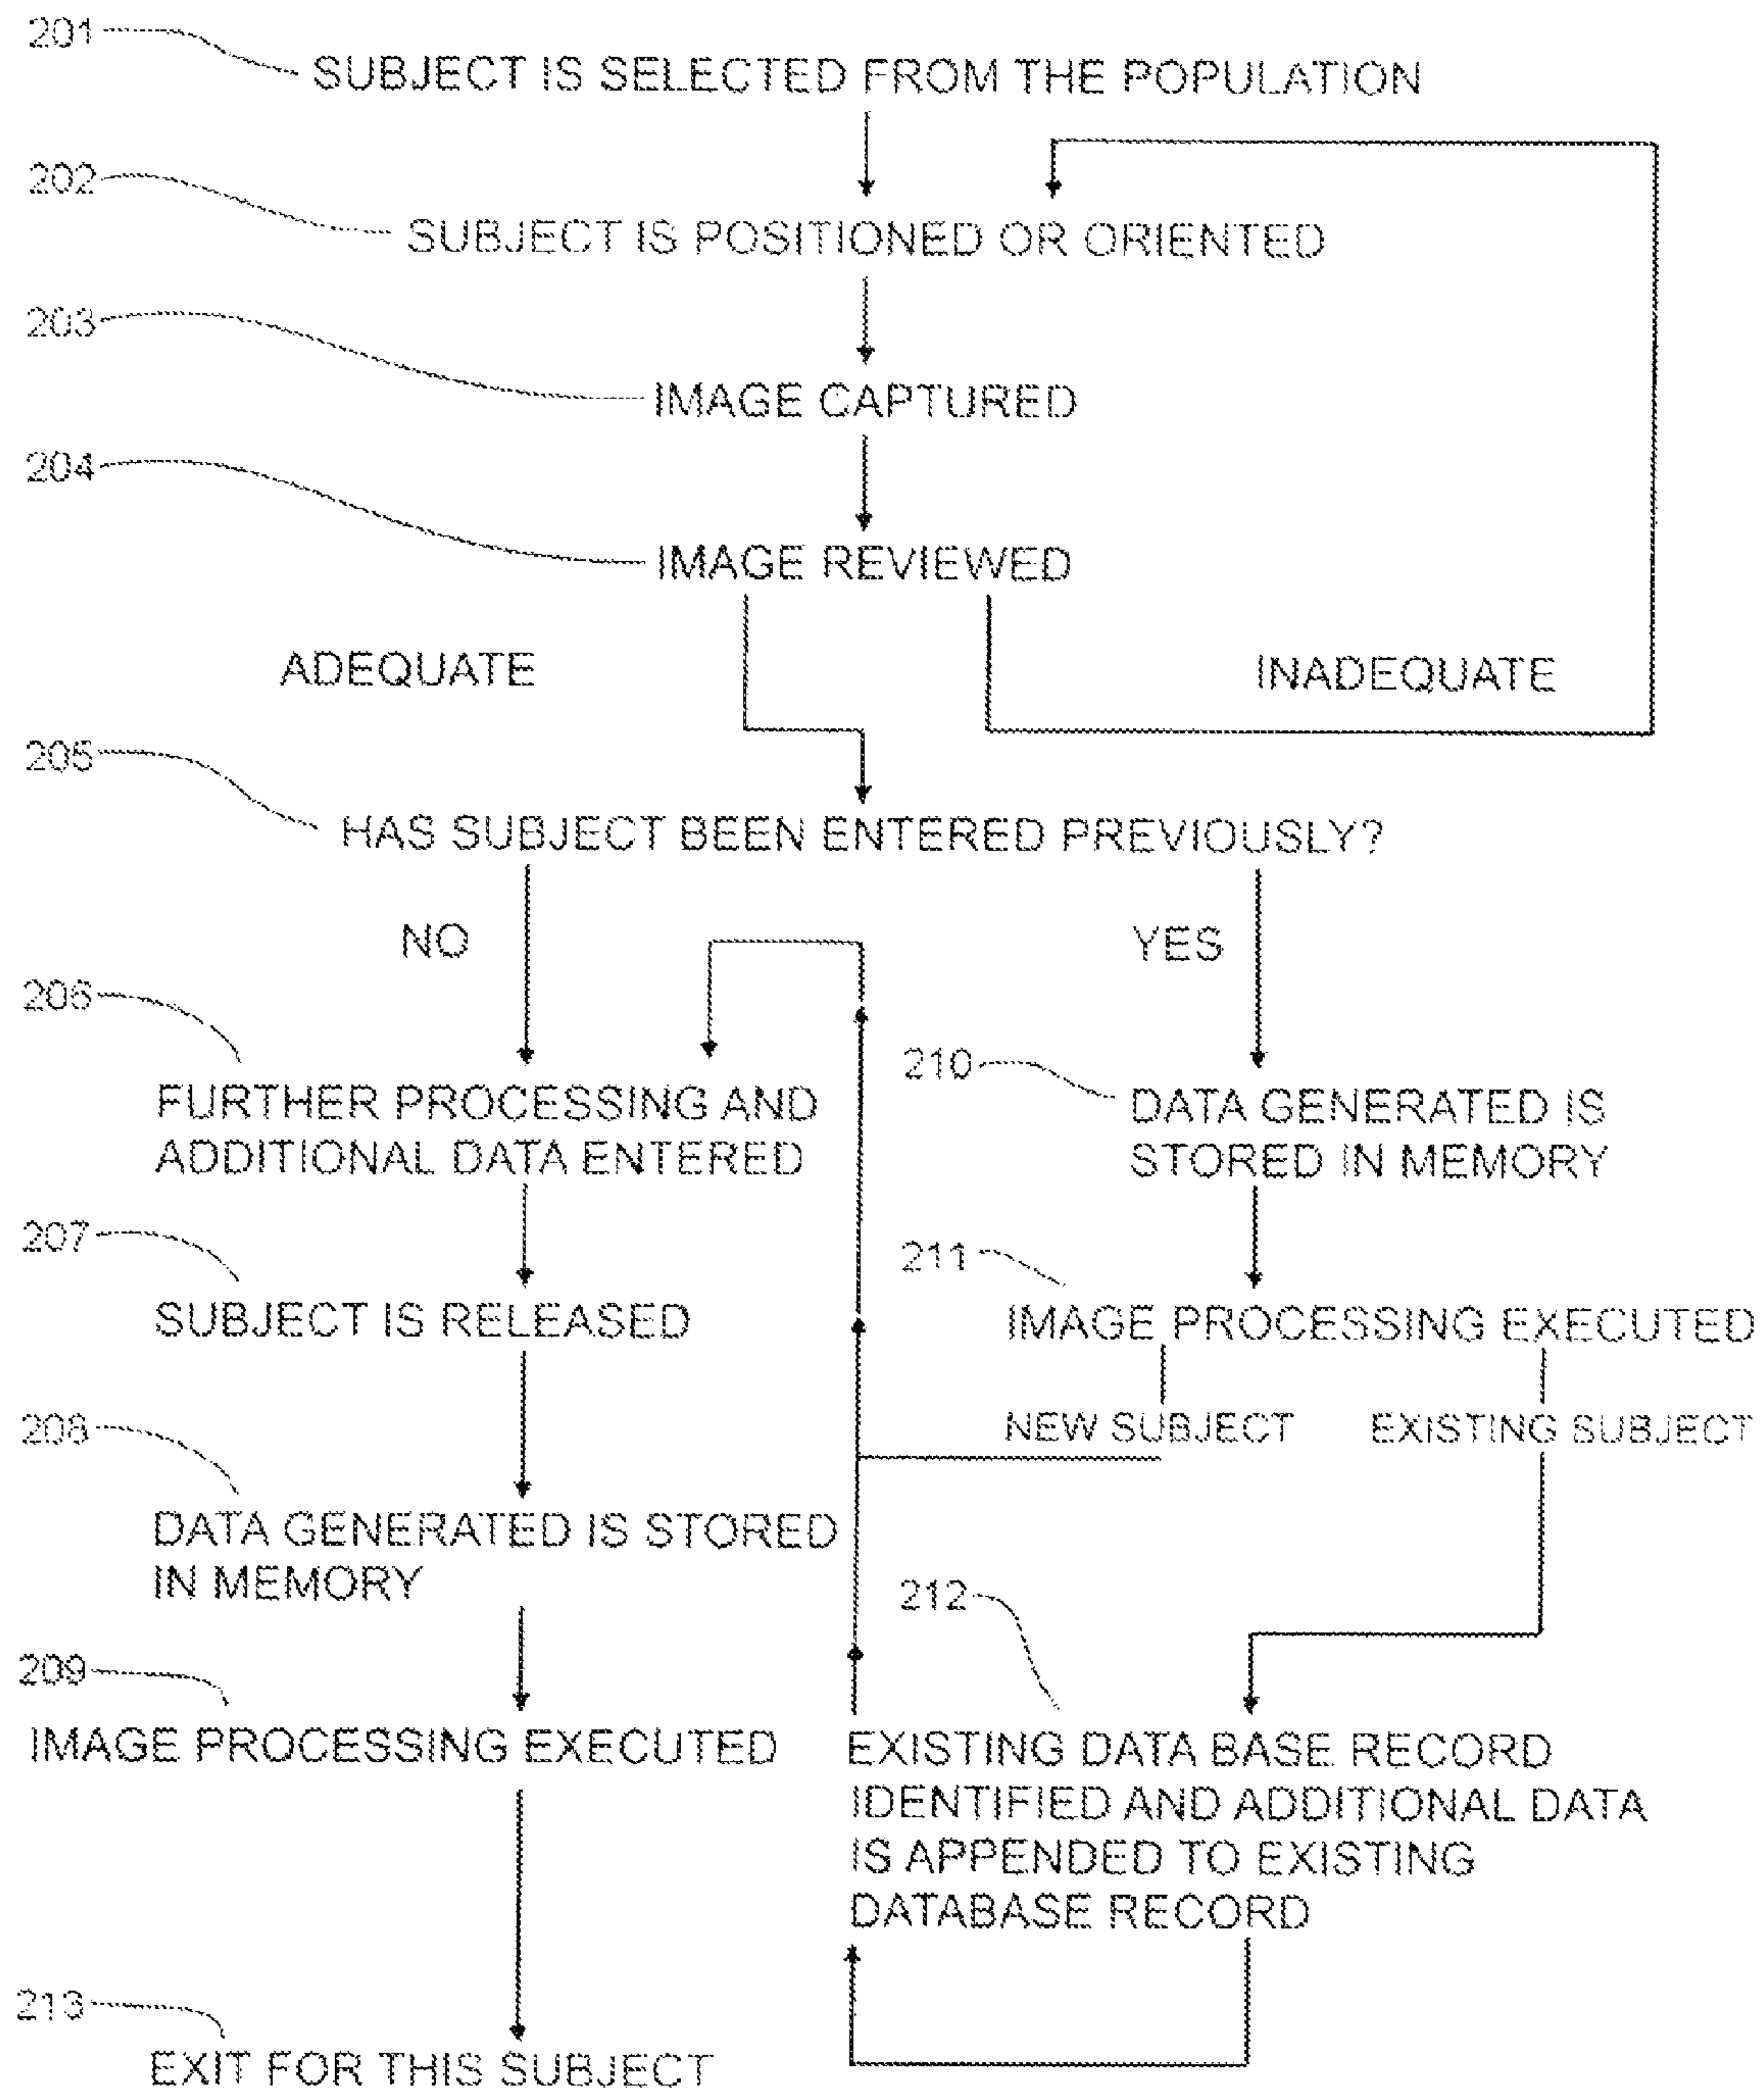 201
SUBJECT IS SELECTED FROM THE POPULATION
202
SUBJECT IS POSITIONED OR ORIENTED
203
IMAGE CAPTURED
204
IMAGE REVIEWED
ADEQUATE
INADEQUATE
205
HAS SUBJECT BEEN ENTERED PREVIOUSLY?
NO
YES
206
FURTHER PROCESSING AND
ADDITIONAL DATA ENTERED
210
DATA GENERATED IS
STORED IN MEMORY
207
SUBJECT IS RELEASED
211
IMAGE PROCESSING EXECUTED
NEW SUBJECT
EXISTING SUBJECT
208
DATA GENERATED IS STORED
IN MEMORY
209
IMAGE PROCESSING EXECUTED
212
EXISTING DATA BASE RECORD
IDENTIFIED AND ADDITIONAL DATA
IS APPENDED TO EXISTING
DATABASE RECORD
213
EXIT FOR THIS SUBJECT